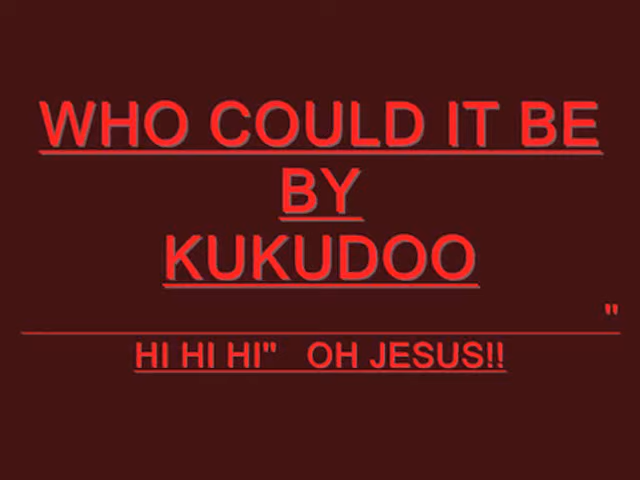 WHO COULD IT BE
BY
KUKUDOO
"
HI HI HI" OH JESUS!!